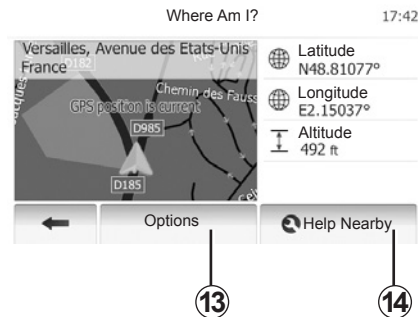 Where Am I?
17:42
Versailles, Avenue des Etats-Unis
France
D182
Chemin des Fauss
GPS position is current
D985
D185
Latitude
N48.81077°
Longitude
E2.15037°
Altitude
492 ft
Options
Help Nearby
13
14